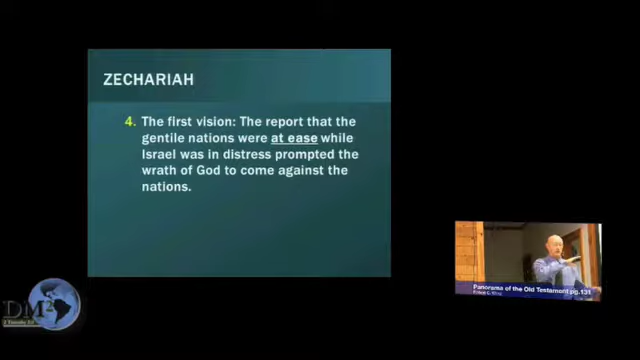 ZECHARIAH
4. The first vision: The report that the
gentile nations were at ease while
Israel was in distress prompted the
wrath of God to come against the
nations.
Panorama of the Old Testament pg.131
DM2